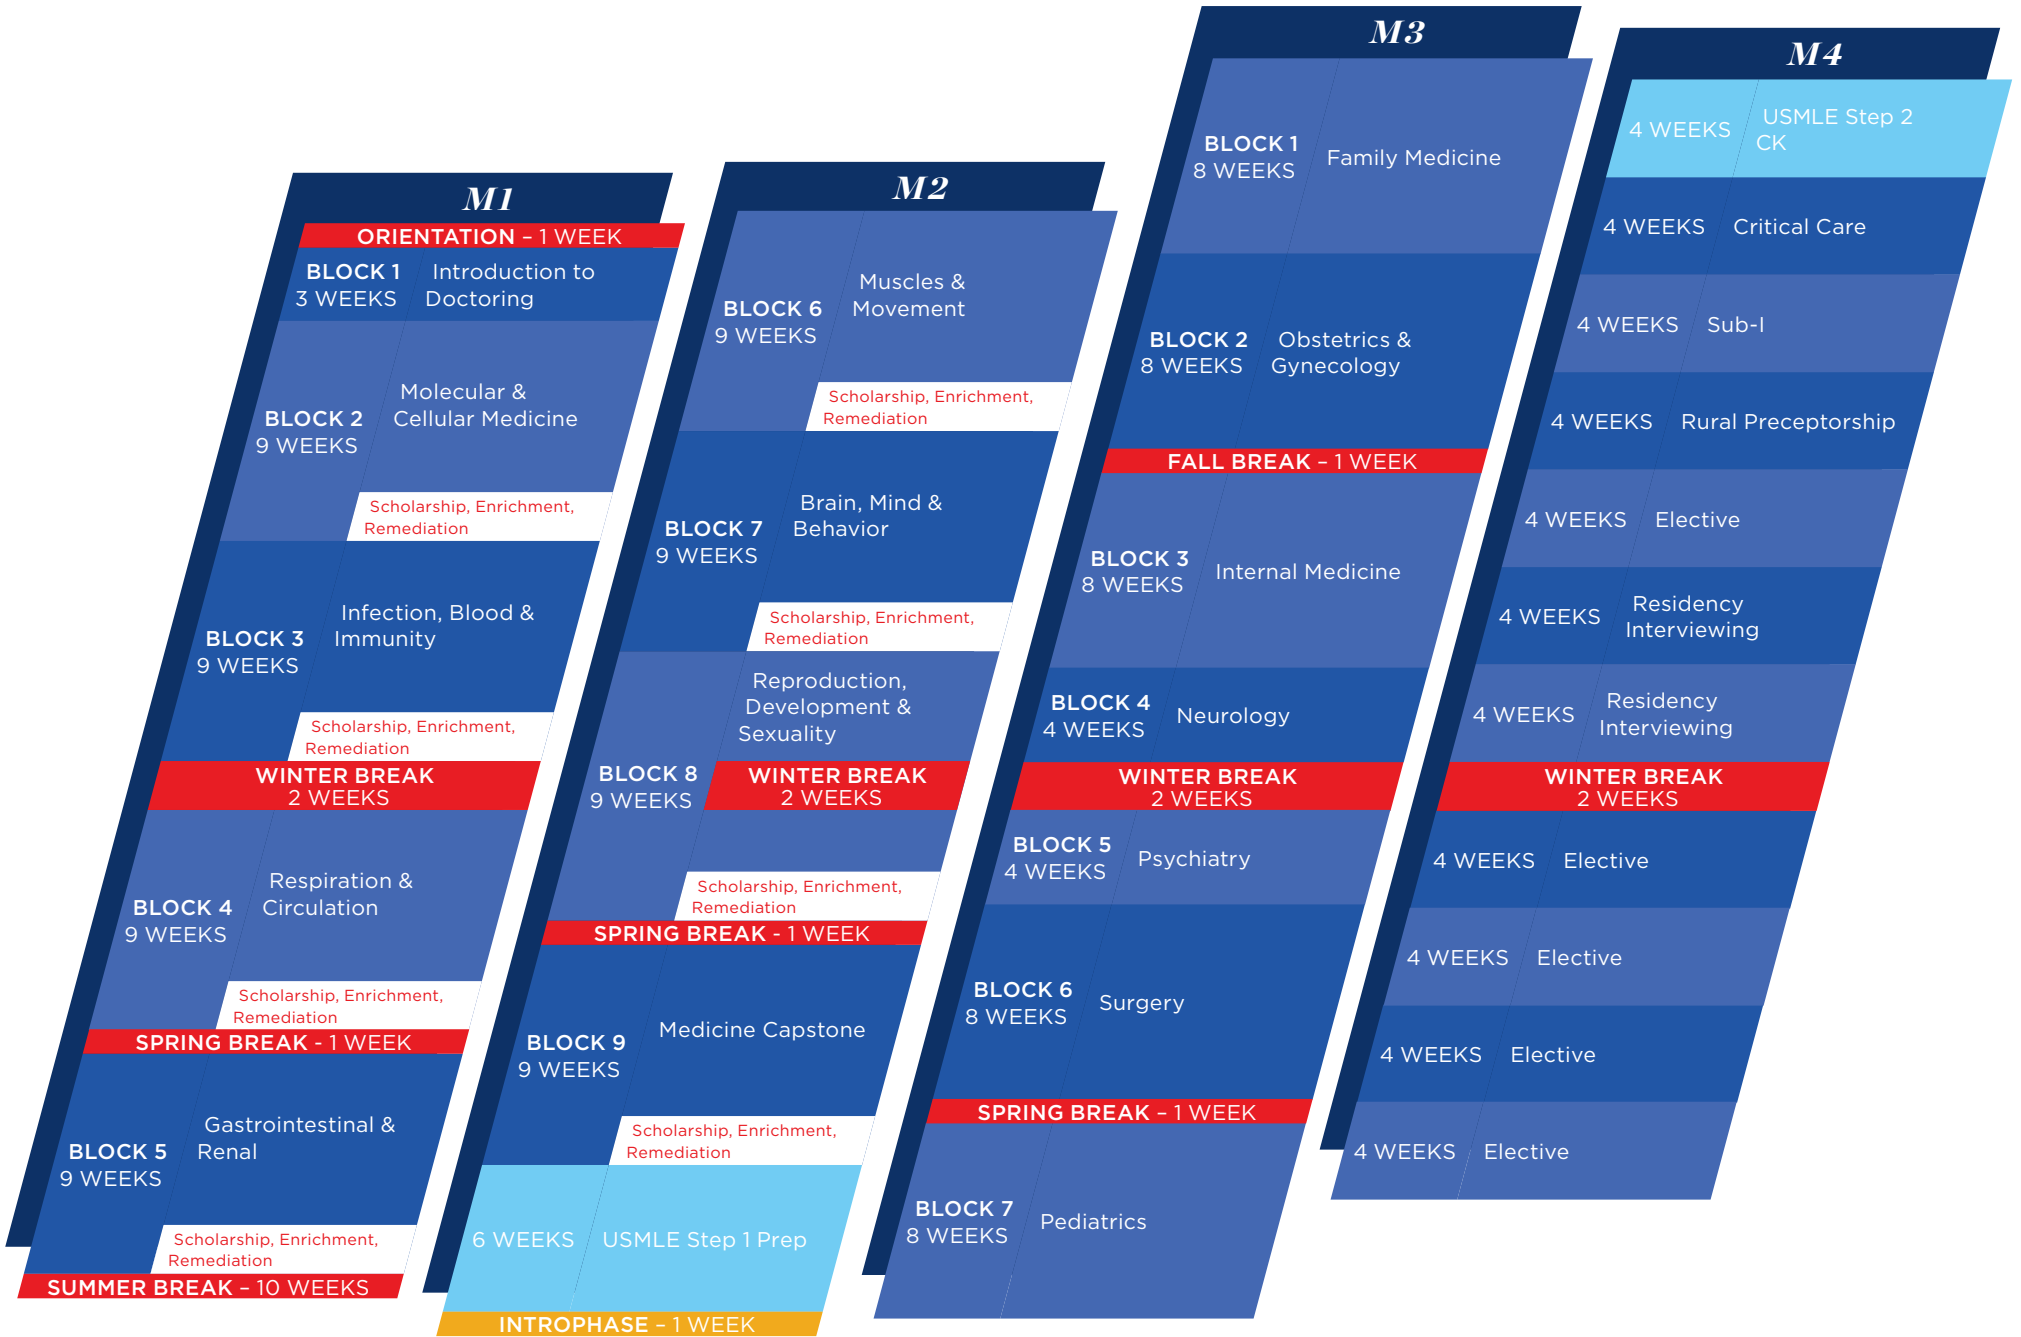 M1
ORIENTATION – 1 WEEK
BLOCK 1
3 WEEKS
Introduction to
Doctoring
BLOCK 2
9 WEEKS
Molecular &
Cellular Medicine
Scholarship, Enrichment,
Remediation
BLOCK 3
9 WEEKS
Infection, Blood &
Immunity
Scholarship, Enrichment,
Remediation
WINTER BREAK
2 WEEKS
BLOCK 4
9 WEEKS
Respiration &
Circulation
Scholarship, Enrichment,
Remediation
SPRING BREAK - 1 WEEK
BLOCK 5
9 WEEKS
Gastrointestinal &
Renal
Scholarship, Enrichment,
Remediation
SUMMER BREAK – 10 WEEKS
M2
BLOCK 6
9 WEEKS
Muscles &
Movement
Scholarship, Enrichment,
Remediation
BLOCK 7
9 WEEKS
Brain, Mind &
Behavior
Scholarship, Enrichment,
Remediation
BLOCK 8
9 WEEKS
Reproduction,
Development &
Sexuality
WINTER BREAK
2 WEEKS
Scholarship, Enrichment,
Remediation
SPRING BREAK - 1 WEEK
BLOCK 9
9 WEEKS
Medicine Capstone
Scholarship, Enrichment,
Remediation
6 WEEKS
USMLE Step 1 Prep
INTROPHASE – 1 WEEK
M3
BLOCK 1
8 WEEKS
Family Medicine
BLOCK 2
8 WEEKS
Obstetrics &
Gynecology
FALL BREAK – 1 WEEK
BLOCK 3
8 WEEKS
Internal Medicine
BLOCK 4
4 WEEKS
Neurology
WINTER BREAK
2 WEEKS
BLOCK 5
4 WEEKS
Psychiatry
BLOCK 6
8 WEEKS
Surgery
SPRING BREAK – 1 WEEK
BLOCK 7
8 WEEKS
Pediatrics
M4
4 WEEKS
USMLE Step 2
CK
4 WEEKS
Critical Care
4 WEEKS
Sub-I
4 WEEKS
Rural Preceptorship
4 WEEKS
Elective
4 WEEKS
Residency
Interviewing
4 WEEKS
Residency
Interviewing
WINTER BREAK
2 WEEKS
4 WEEKS
Elective
4 WEEKS
Elective
4 WEEKS
Elective
4 WEEKS
Elective